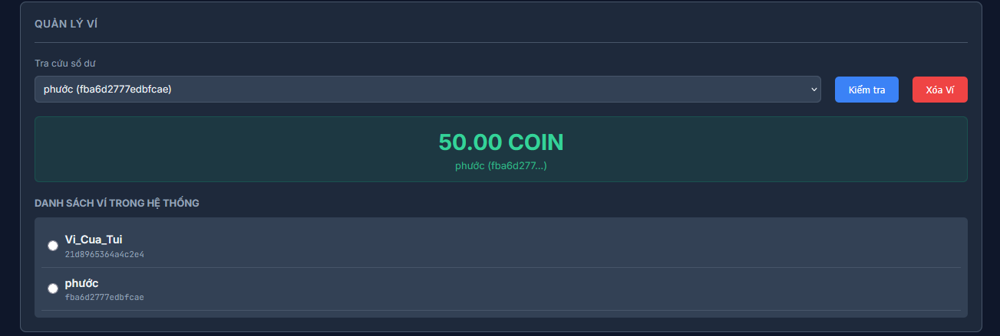 QUẢN LÝ VÍ
Tra cứu số dư
phước (fba6d2777edbfcae)
Kiểm tra
Xóa Ví
50.00 COIN
phước (fba6d277...)
DANH SÁCH VÍ TRONG HỆ THỐNG
Vi_Cua_Tui
21d8965364a4c2e4
phước
fba6d2777edbfcae